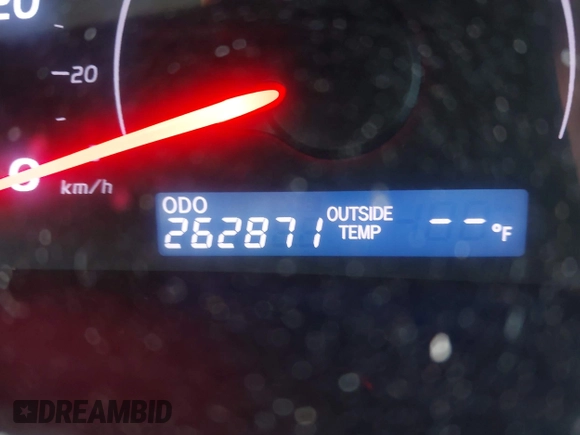 20
20
0
km/h
ODO
262871
OUTSIDE
TEMP
-- °F
DREAMBID